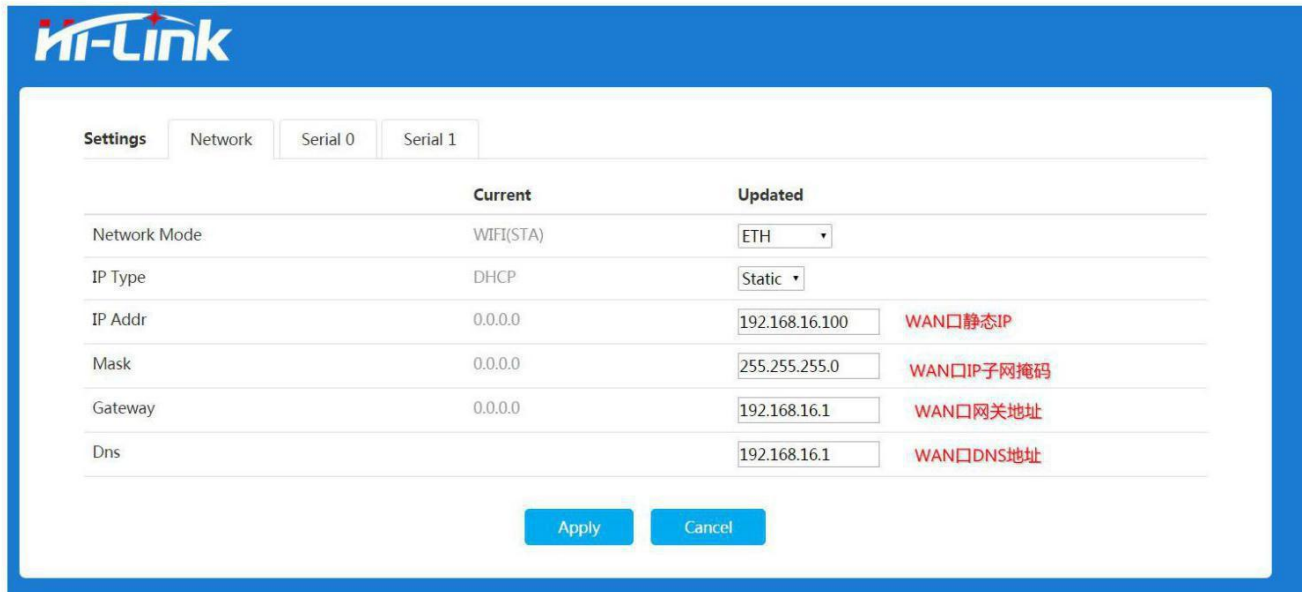 Hi-Link
Settings Network Serial 0 Serial 1
Current Updated
Network Mode WIFI(STA) ETH
IP Type DHCP Static
IP Addr 0.0.0.0 192.168.16.100 WAN口静态IP
Mask 0.0.0.0 255.255.255.0 WAN口IP子网掩码
Gateway 0.0.0.0 192.168.16.1 WAN口网关地址
Dns 192.168.16.1 WAN口DNS地址
Apply Cancel